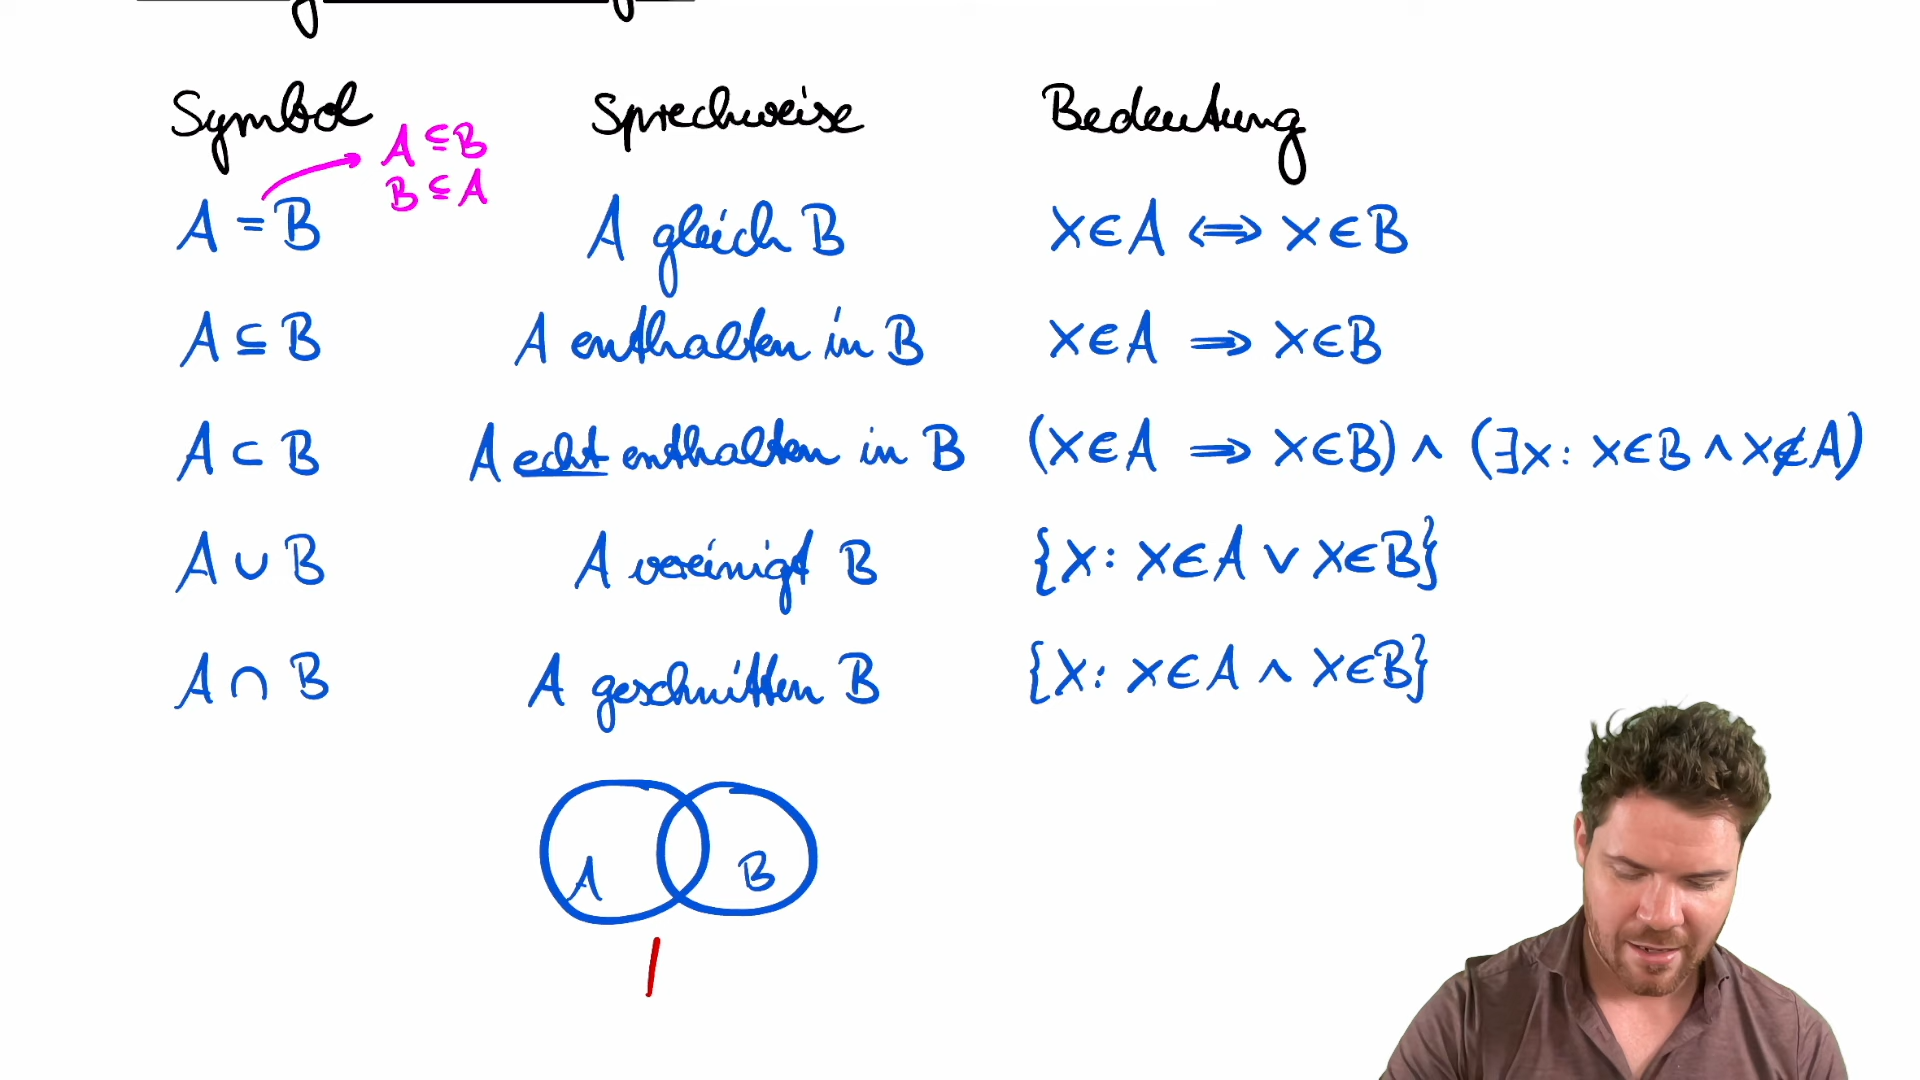 Symbol Sprechweise Bedeutung
A ⊆ B
B ⊆ A
A = B A gleich B x∈A ⟺ x∈B
A ⊆ B A enthalten in B x∈A ⟹ x∈B
A ⊂ B A echt enthalten in B (x∈A ⟹ x∈B) ∧ (∃x: x∈B ∧ x∉A)
A ∪ B A vereinigt B {x: x∈A ∨ x∈B}
A ∩ B A geschnitten B {x: x∈A ∧ x∈B}
A B